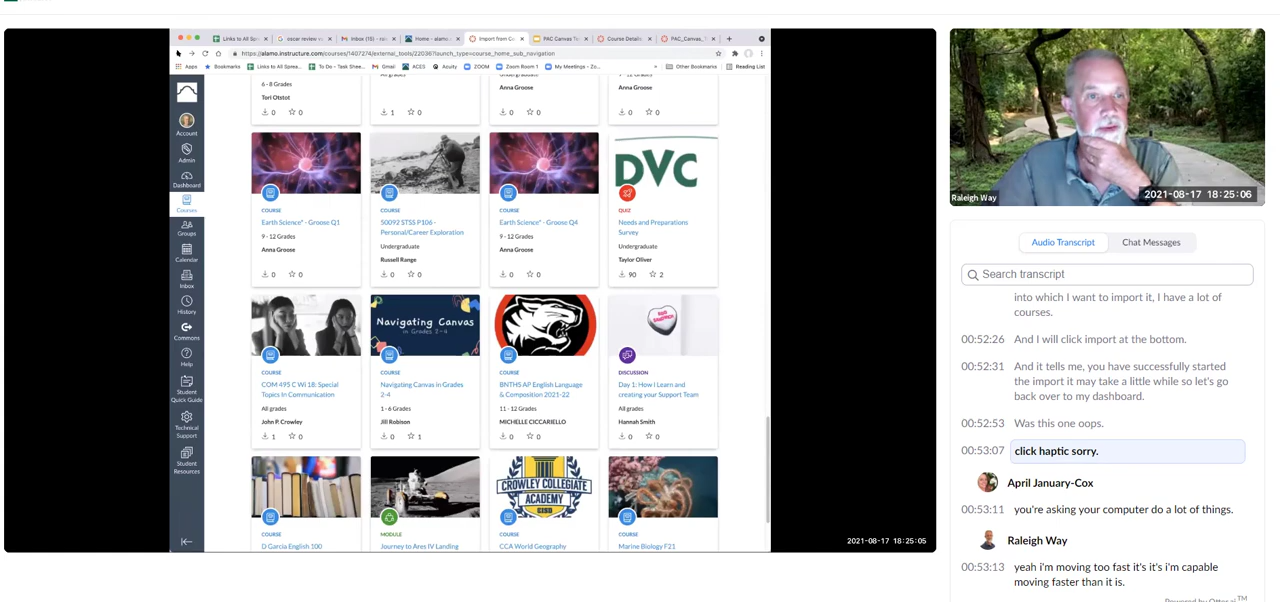 Links to All Sprea
oscar review v
Inbox (15)
Home - alamo
Import from Ca
PAC Canvas Te
Course Details
PAC_Canvas_T
https://alamo.instructure.com/courses/1407274/external_tools/22036?launch_type=course_home_sub_navigation
Apps
Bookmarks
Links to All Sprea...
To Do - Task Shee...
Gmail
ACES
Acuity
ZOOM
Zoom Room 1
My Meetings - Zo...
»
Other Bookmarks
Reading List
Account
Admin
Dashboard
Courses
Groups
Calendar
Inbox
History
Commons
Help
Student
Quick Guide
Technical
Support
Student
Resources
6 - 8 Grades
Tori Otstot
0 0
1 0
Anna Groose
0 0
Anna Groose
0 0
COURSE
Earth Science* - Groose Q1
9 - 12 Grades
Anna Groose
0 0
COURSE
50092 STSS P106 -
Personal/Career Exploration
Undergraduate
Russell Range
0 0
COURSE
Earth Science* - Groose Q4
9 - 12 Grades
Anna Groose
0 0
DVC
QUIZ
Needs and Preparations
Survey
Undergraduate
Taylor Oliver
90 2
COURSE
COM 495 C Wi 18: Special
Topics In Communication
All grades
John P. Crowley
1 0
Navigating Canvas
in Grades 2-4
COURSE
Navigating Canvas in Grades
2-4
1 - 6 Grades
Jill Robison
0 1
COURSE
BNTHS AP English Language
& Composition 2021-22
11 - 12 Grades
MICHELLE CICCARIELLO
0 0
DISCUSSION
Day 1: How I Learn and
creating your Support Team
All grades
Hannah Smith
0 0
COURSE
D Garcia English 100
MODULE
Journey to Ares IV Landing
CROWLEY COLLEGIATE
ACADEMY
COURSE
CCA World Geography
COURSE
Marine Biology F21
2021-08-17 18:25:05
Raleigh Way
2021-08-17 18:25:06
Audio Transcript
Chat Messages
Search transcript
into which I want to import it, I have a lot of
courses.
00:52:26 And I will click import at the bottom.
00:52:31 And it tells me, you have successfully started
the import it may take a little while so let's go
back over to my dashboard.
00:52:53 Was this one oops.
00:53:07 click haptic sorry.
April January-Cox
00:53:11 you're asking your computer do a lot of things.
Raleigh Way
00:53:13 yeah i'm moving too fast it's it's i'm capable
moving faster than it is.
Powered by Otter.ai TM